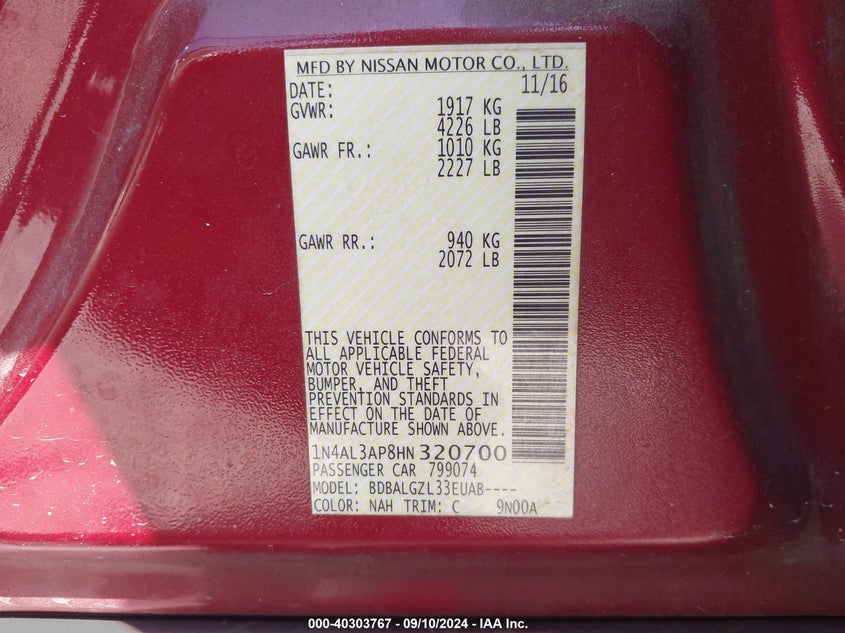 MFD BY NISSAN MOTOR CO., LTD.
DATE: 11/16
GVWR: 1917 KG
4226 LB
GAWR FR.: 1010 KG
2227 LB
GAWR RR.: 940 KG
2072 LB
THIS VEHICLE CONFORMS TO
ALL APPLICABLE FEDERAL
MOTOR VEHICLE SAFETY,
BUMPER, AND THEFT
PREVENTION STANDARDS IN
EFFECT ON THE DATE OF
MANUFACTURE SHOWN ABOVE.
1N4AL3AP8HN320700
PASSENGER CAR 799074
MODEL: BDBALGZL33EUAB----
COLOR: NAH TRIM: C 9N00A
000-40303767 - 09/10/2024 - IAA Inc.